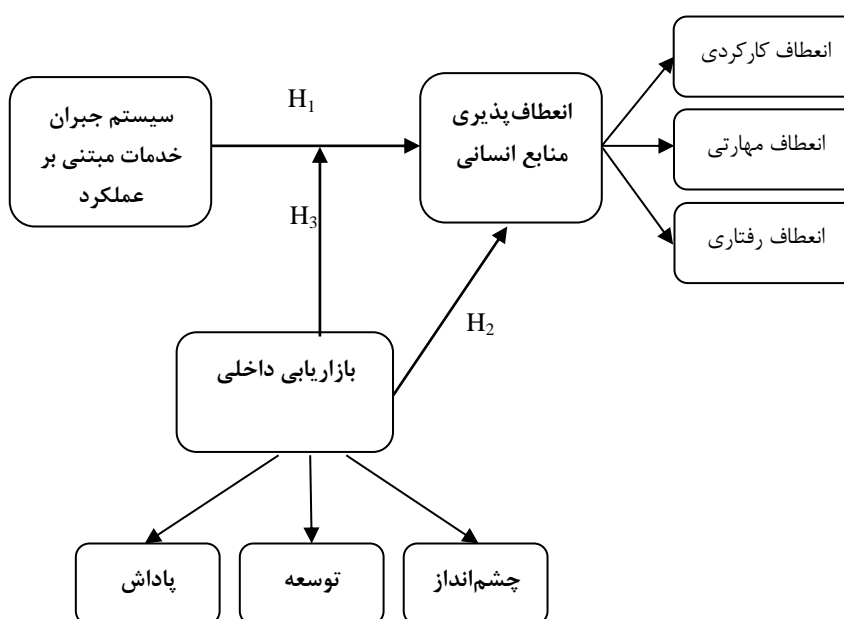 انعطاف کارکردی
سیستم جبران
خدمات مبتنی بر
عملکرد
H₁
انعطاف‌پذیری
منابع انسانی
انعطاف مهارتی
انعطاف رفتاری
H₃
H₂
بازاریابی داخلی
چشم‌انداز
توسعه
پاداش